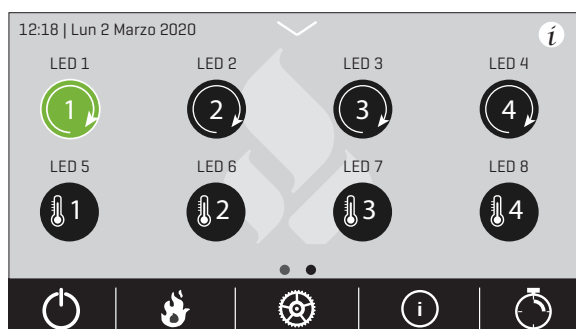 12:18 | Lun 2 Marzo 2020
i
LED 1 LED 2 LED 3 LED 4
1 2 3 4
LED 5 LED 6 LED 7 LED 8
1 2 3 4
i